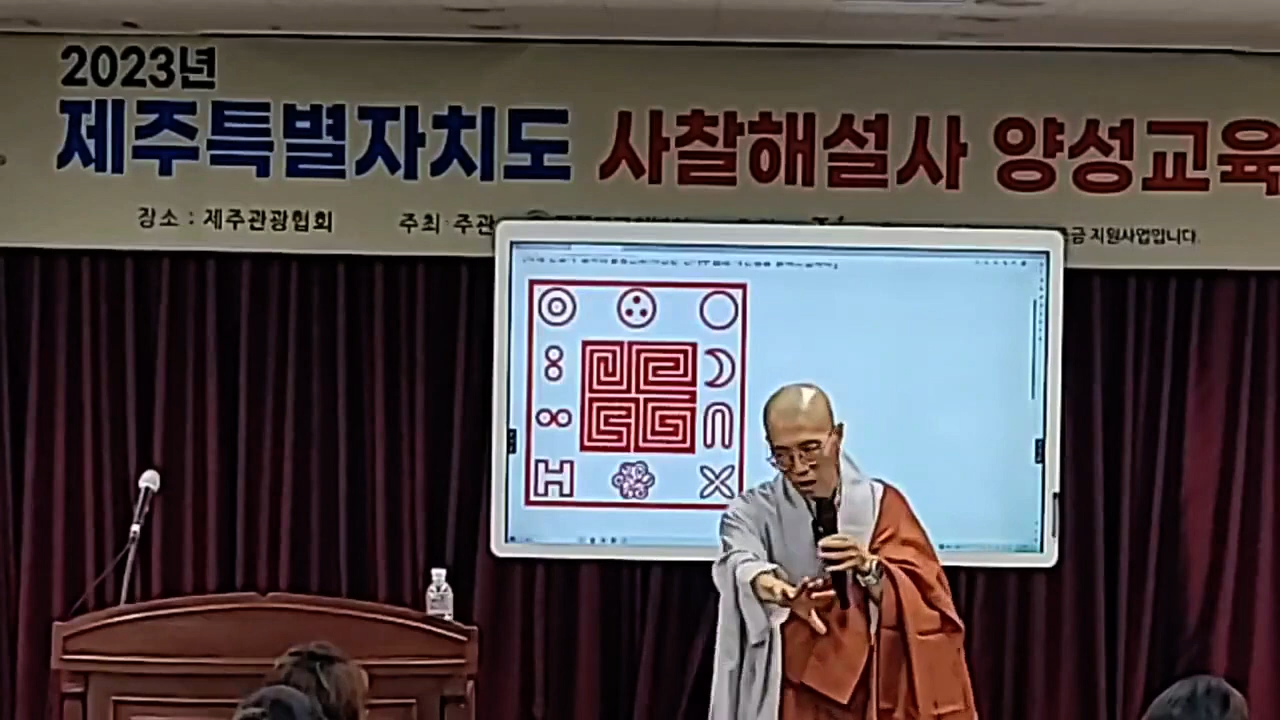 2023년
제주특별자치도 사찰해설사 양성교육
장소 : 제주관광협회 주최·주관
금 지원사업입니다.